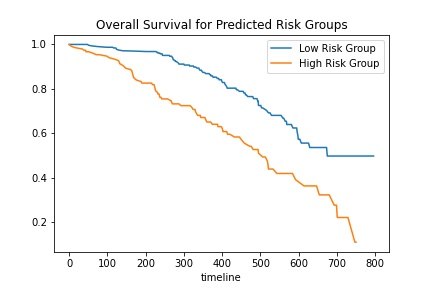 Overall Survival for Predicted Risk Groups
Low Risk Group
High Risk Group
1.0
0.8
0.6
0.4
0.2
0 100 200 300 400 500 600 700 800
timeline